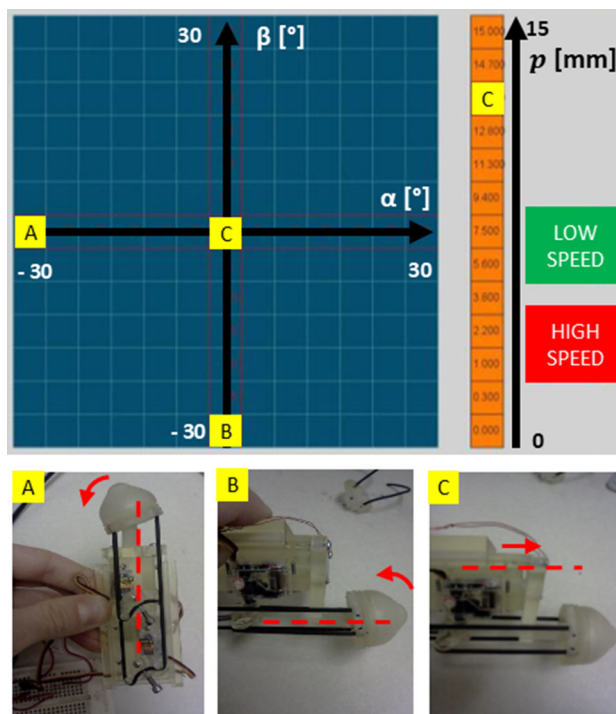 30
β [°]
α [°]
A
C
- 30
30
- 30
B
15.000
14.700
C
12.800
11.300
9.400
7.500
5.600
3.800
2.200
1.000
0.300
0.000
15
p [mm]
0
LOW
SPEED
HIGH
SPEED
A
B
C